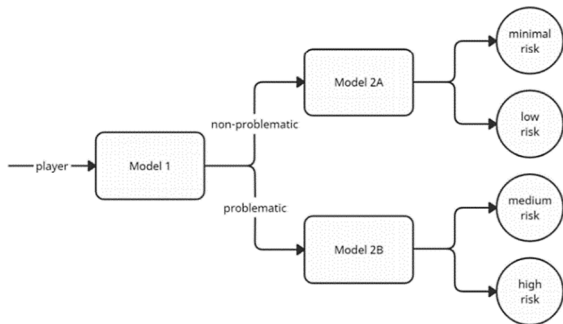 minimal
risk
Model 2A
non-problematic
low
risk
player
Model 1
problematic
medium
risk
Model 2B
high
risk